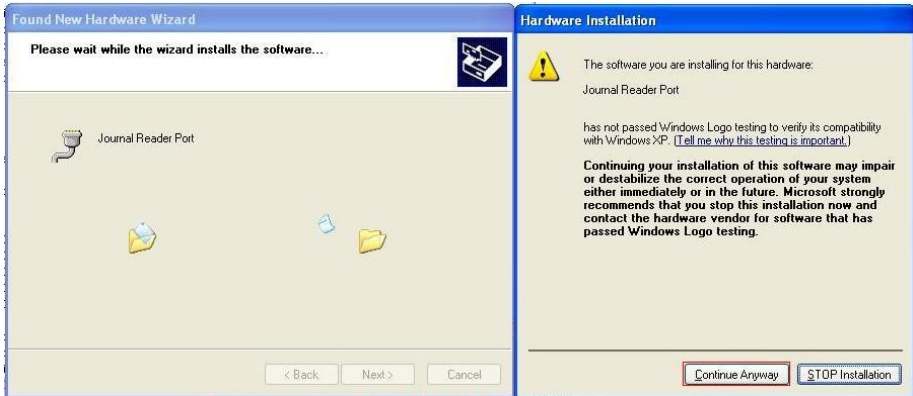 Found New Hardware Wizard
Please wait while the wizard installs the software...
Journal Reader Port
< Back
Next >
Cancel
Hardware Installation
The software you are installing for this hardware:
Journal Reader Port
has not passed Windows Logo testing to verify its compatibility
with Windows XP. (Tell me why this testing is important.)
Continuing your installation of this software may impair
or destabilize the correct operation of your system
either immediately or in the future. Microsoft strongly
recommends that you stop this installation now and
contact the hardware vendor for software that has
passed Windows Logo testing.
Continue Anyway
STOP Installation